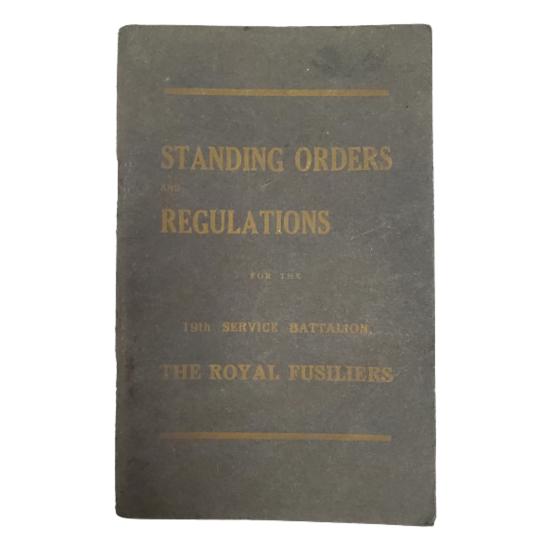 STANDING ORDERS
AND
REGULATIONS
FOR THE
19th SERVICE BATTALION,
THE ROYAL FUSILIERS